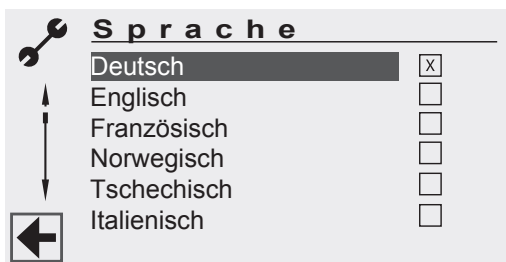 Sprache
Deutsch X
Englisch
Französisch
Norwegisch
Tschechisch
Italienisch